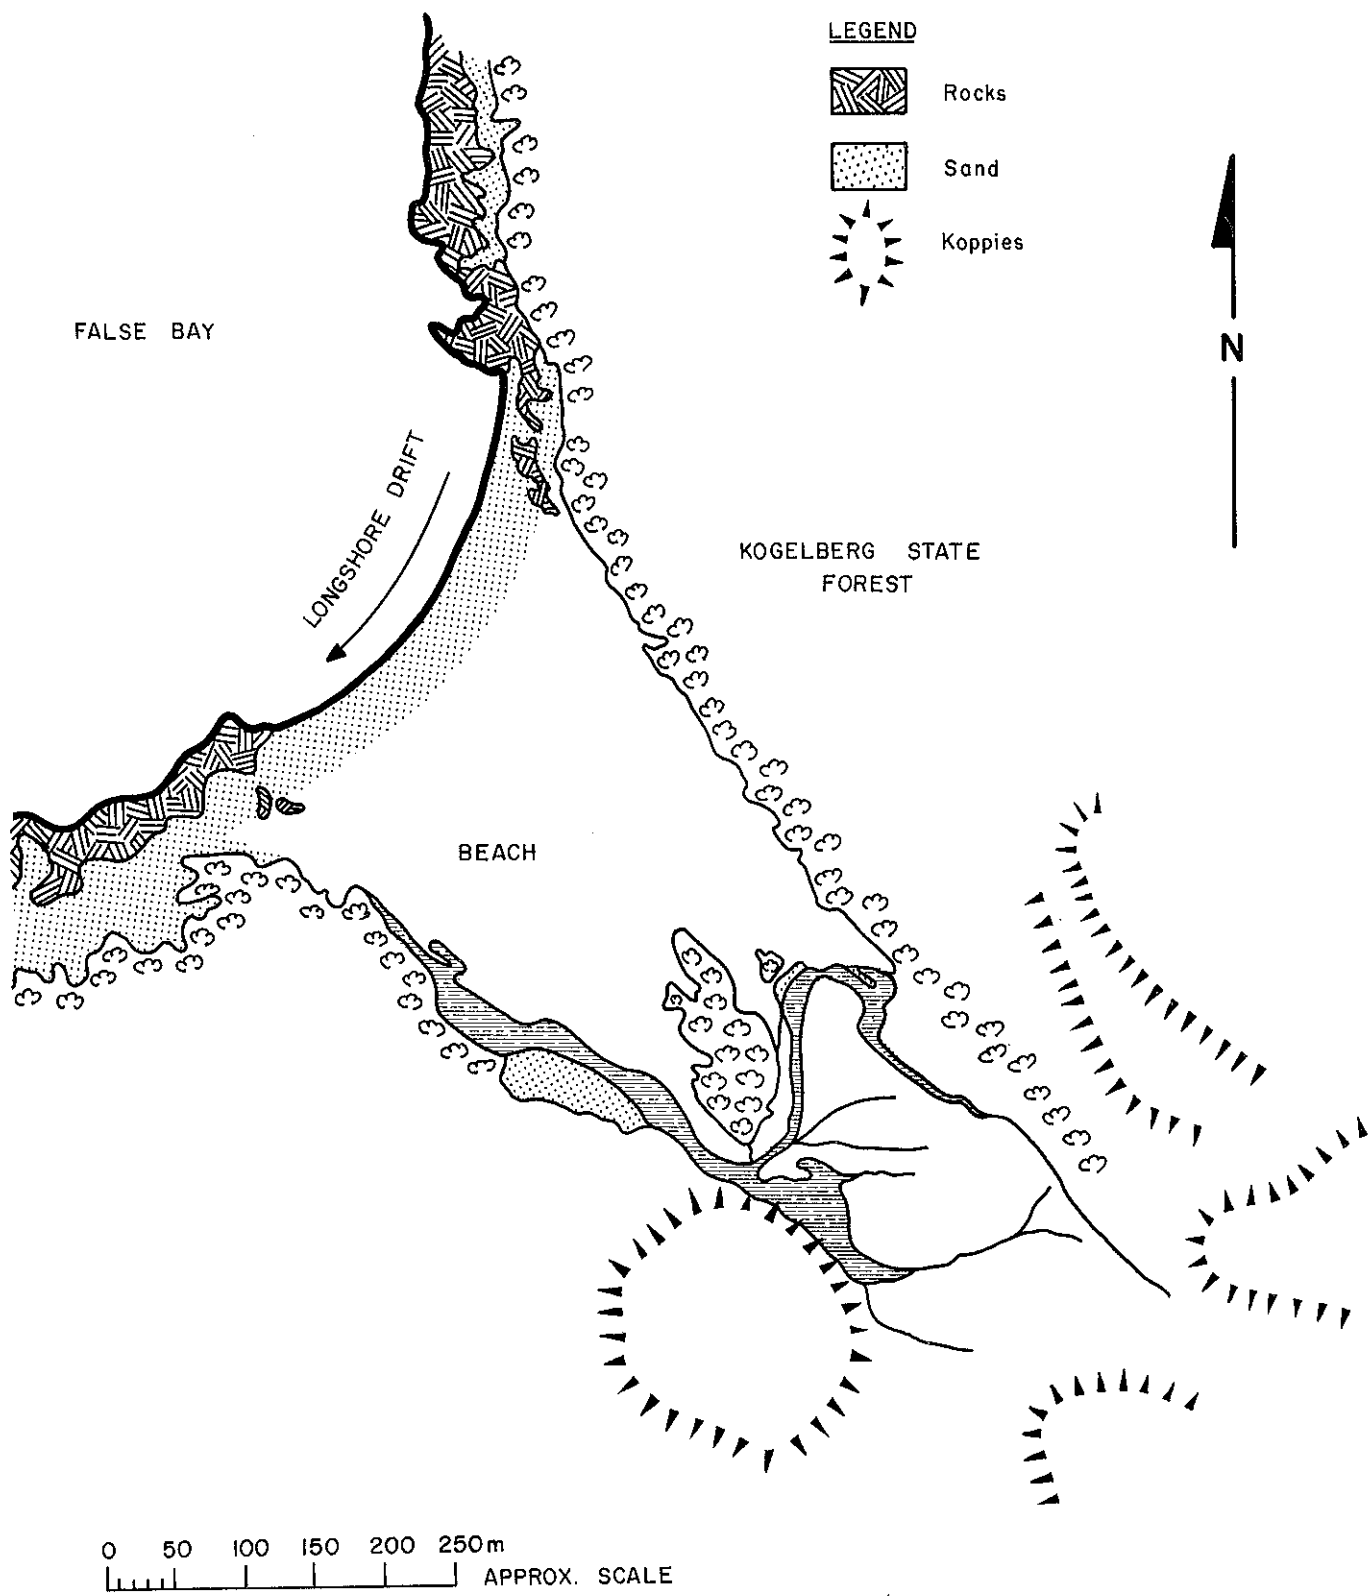 LEGEND
Rocks
Sand
Koppies
FALSE BAY
N
LONGSHORE DRIFT
KOGELBERG STATE
FOREST
BEACH
0 50 100 150 200 250m
APPROX. SCALE